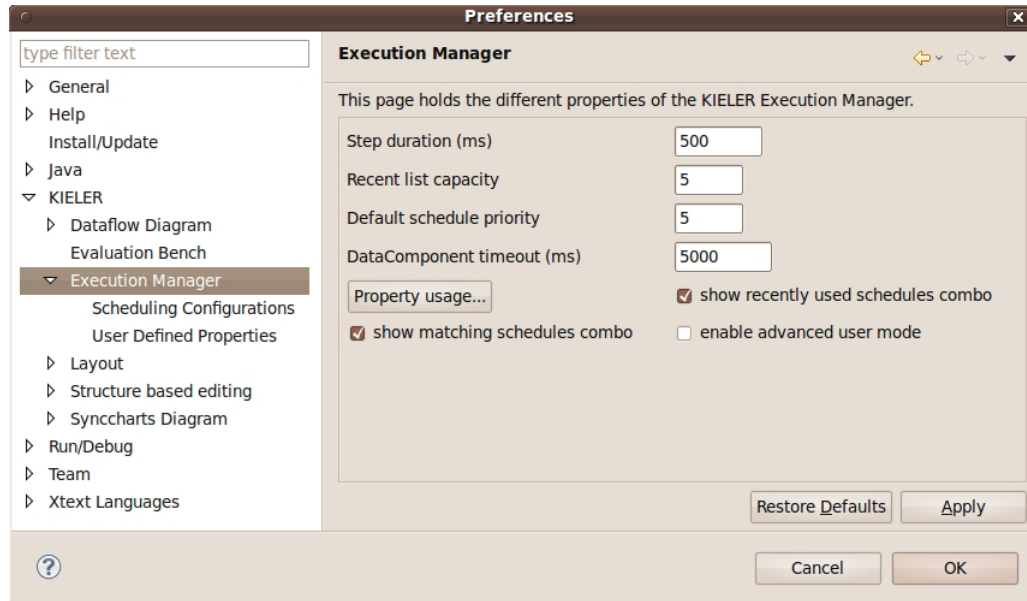 Preferences
type filter text
General
Help
Install/Update
Java
KIELER
Dataflow Diagram
Evaluation Bench
Execution Manager
Scheduling Configurations
User Defined Properties
Layout
Structure based editing
Synccharts Diagram
Run/Debug
Team
Xtext Languages
Execution Manager
This page holds the different properties of the KIELER Execution Manager.
Step duration (ms) 500
Recent list capacity 5
Default schedule priority 5
DataComponent timeout (ms) 5000
Property usage... show recently used schedules combo
show matching schedules combo enable advanced user mode
Restore Defaults Apply
Cancel OK